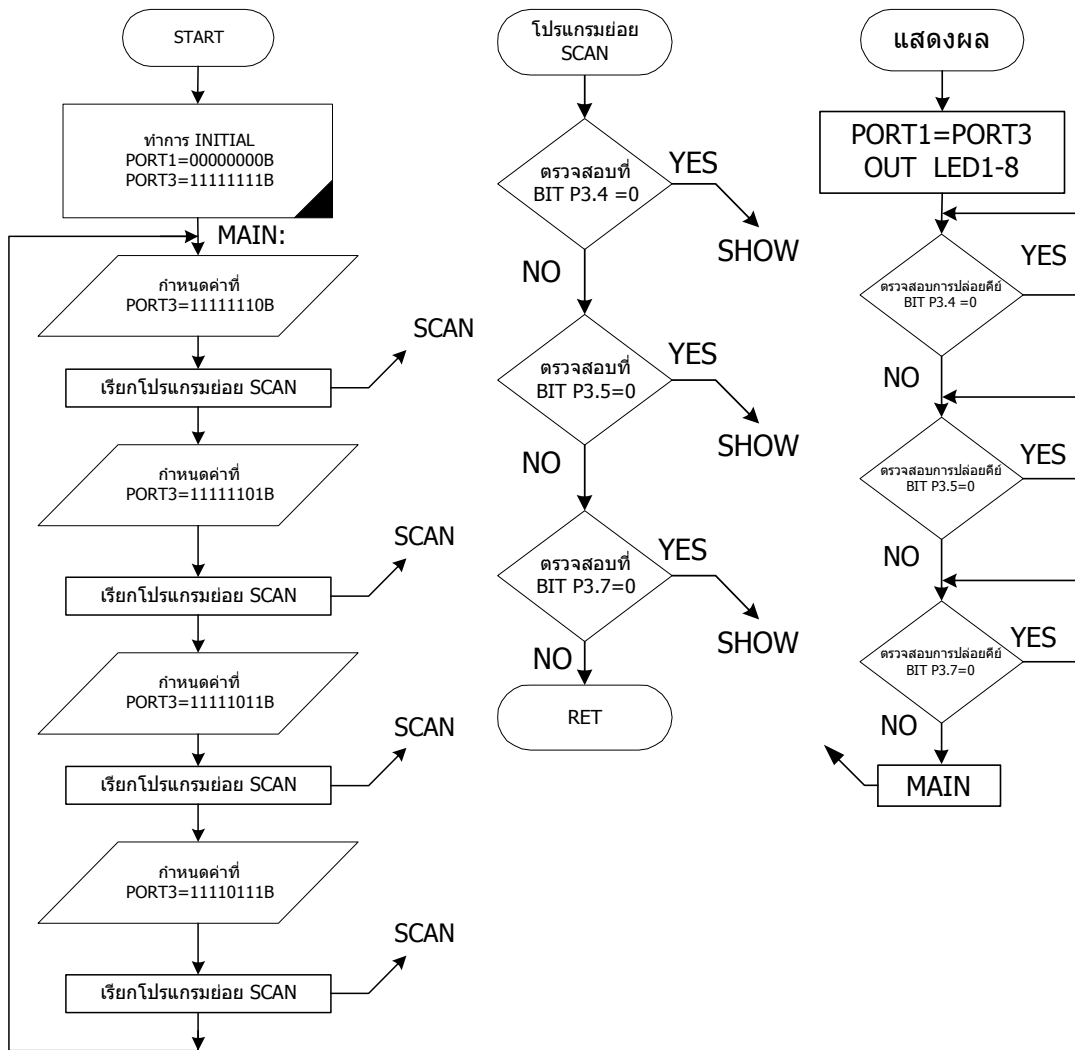 START
ทำการ INITIAL
PORT1=00000000B
PORT3=11111111B
MAIN:
กำหนดค่าที่
PORT3=11111110B
SCAN
เรียกโปรแกรมย่อย SCAN
กำหนดค่าที่
PORT3=11111101B
SCAN
เรียกโปรแกรมย่อย SCAN
กำหนดค่าที่
PORT3=11111011B
SCAN
เรียกโปรแกรมย่อย SCAN
กำหนดค่าที่
PORT3=11110111B
SCAN
เรียกโปรแกรมย่อย SCAN
โปรแกรมย่อย
SCAN
ตรวจสอบที่
BIT P3.4 =0
YES
SHOW
NO
ตรวจสอบที่
BIT P3.5=0
YES
SHOW
NO
ตรวจสอบที่
BIT P3.7=0
YES
SHOW
NO
RET
แสดงผล
PORT1=PORT3
OUT LED1-8
YES
ตรวจสอบการปล่อยคีย์
BIT P3.4 =0
NO
YES
ตรวจสอบการปล่อยคีย์
BIT P3.5=0
NO
YES
ตรวจสอบการปล่อยคีย์
BIT P3.7=0
NO
MAIN